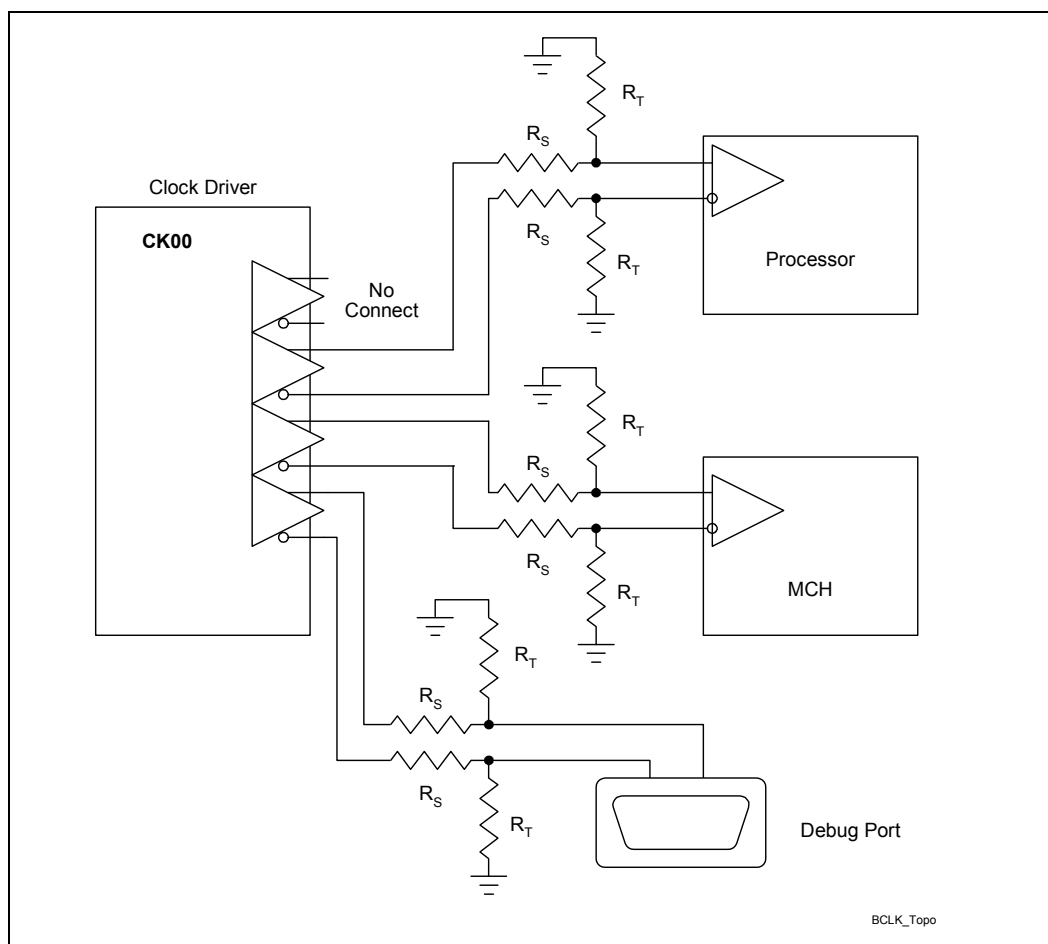 Clock Driver
CK00
No
Connect
R_T
R_S
R_S
R_T
Processor
R_T
R_S
R_S
R_T
MCH
R_T
R_S
R_S
R_T
Debug Port
BCLK_Topo